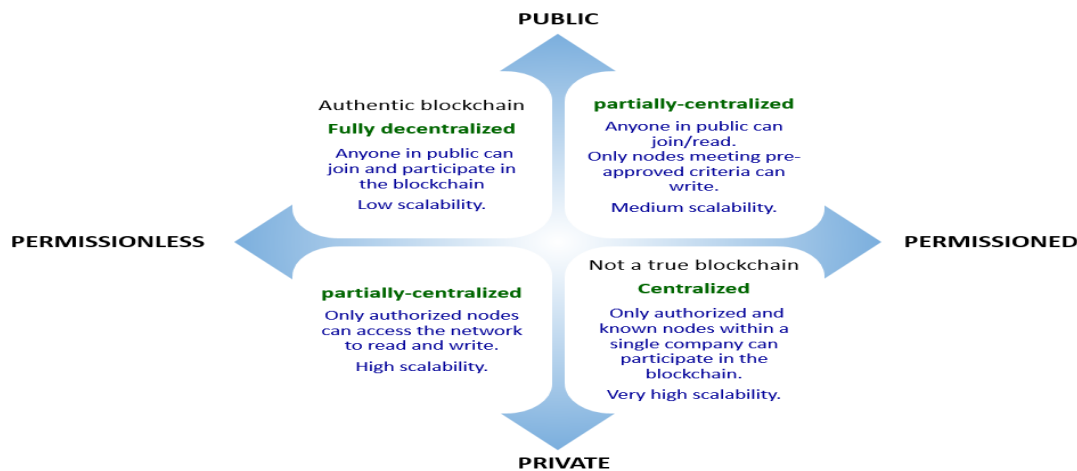 PUBLIC
Authentic blockchain
Fully decentralized
Anyone in public can
join and participate in
the blockchain
Low scalability.
partially-centralized
Anyone in public can
join/read.
Only nodes meeting pre-
approved criteria can
write.
Medium scalability.
PERMISSIONLESS
PERMISSIONED
partially-centralized
Only authorized nodes
can access the network
to read and write.
High scalability.
Not a true blockchain
Centralized
Only authorized and
known nodes within a
single company can
participate in the
blockchain.
Very high scalability.
PRIVATE